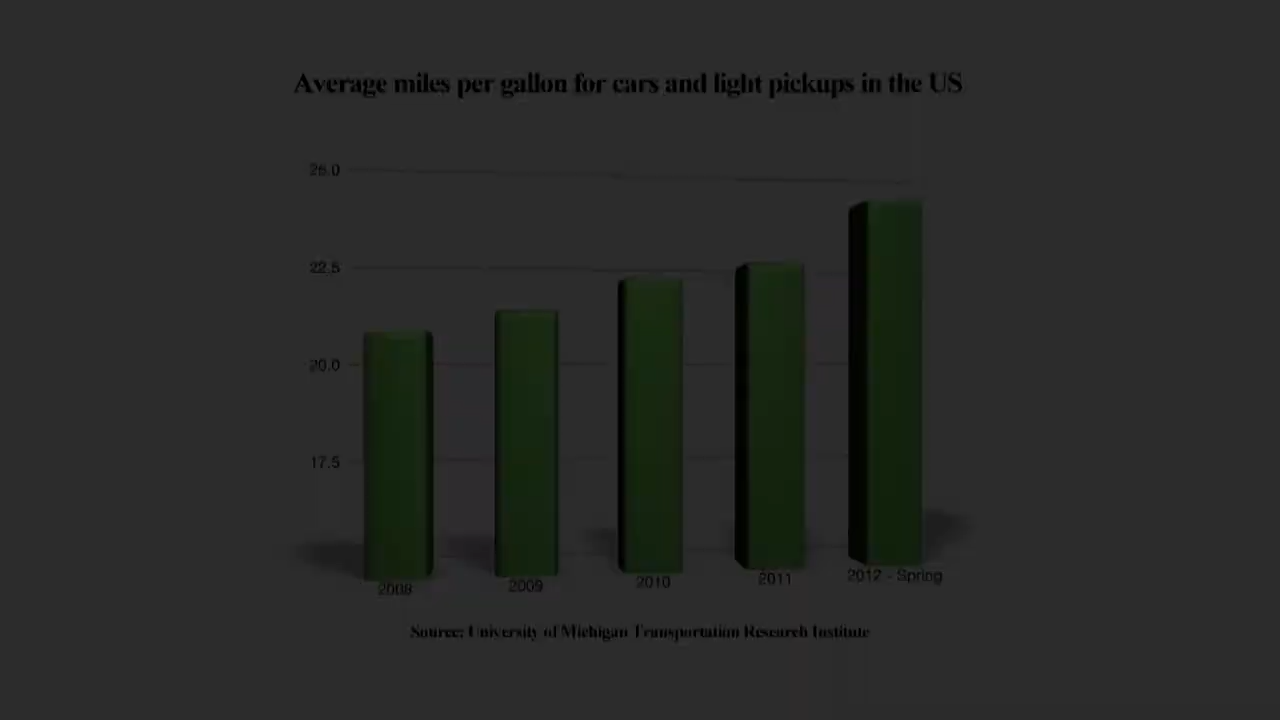 Average miles per gallon for cars and light pickups in the US
25.0
22.5
20.0
17.5
2008
2009
2010
2011
2012 - Spring
Source: University of Michigan Transportation Research Institute